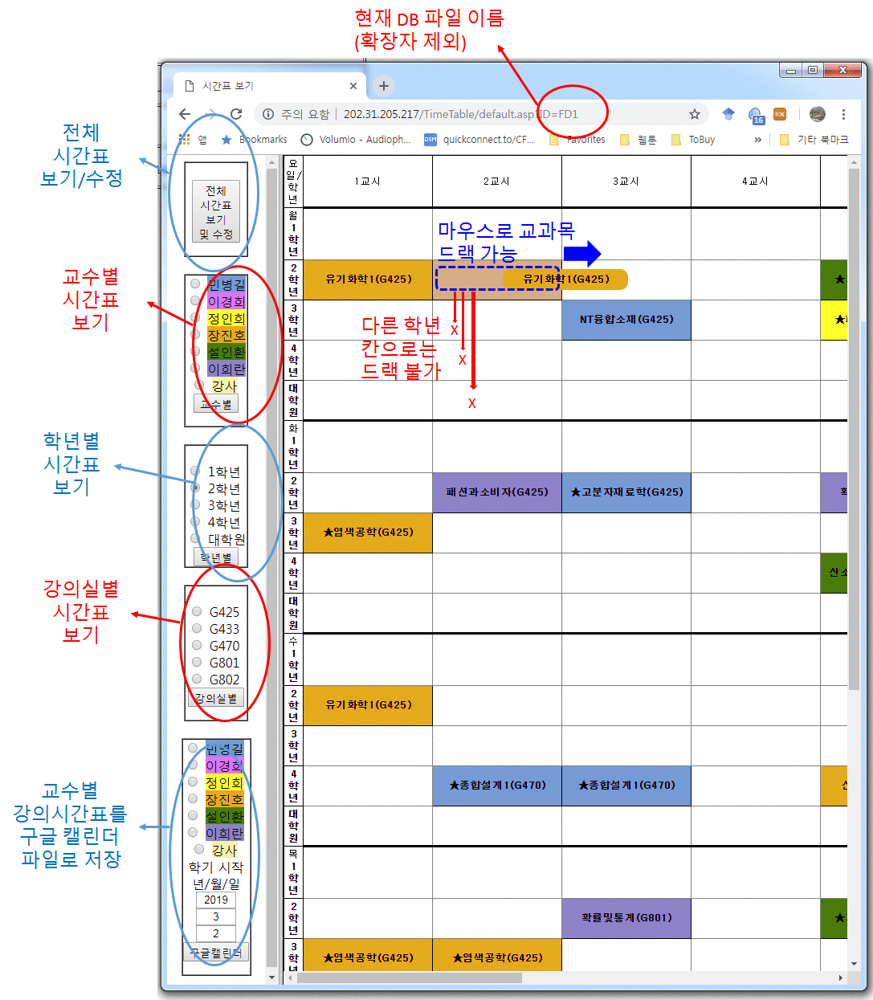 현재 DB 파일 이름
(확장자 제외)
시간표 보기
주의 요함
202.31.205.217/TimeTable/default.asp?ID=FD1
앱
Bookmarks
Volumio - Audioph...
DSM
quickconnect.to/CF...
Favorites
웹툰
ToBuy
»
기타 북마크
16
EX
전체
시간표
보기/수정
전체
시간표
보기
및 수정
교수별
시간표
보기
민병길
이경희
정인희
장진호
설인환
이희란
강사
교수별
학년별
시간표
보기
1학년
2학년
3학년
4학년
대학원
학년별
강의실별
시간표
보기
G425
G433
G470
G801
G802
강의실별
교수별
강의시간표를
구글 캘린더
파일로 저장
민병길
이경희
정인희
장진호
설인환
이희란
강사
학기 시작
년/월/일
2019
3
2
구글캘린더
요일/학년
1교시
2교시
3교시
4교시
월
1학년
마우스로 교과목
드랙 가능
2학년
유기화학1(G425)
유기화학1(G425)
★
3학년
NT융합소재(G425)
★
다른 학년
칸으로는
드랙 불가
X
X
X
4학년
대학원
화
1학년
2학년
패션과소비자(G425)
★고분자재료학(G425)
3학년
★염색공학(G425)
4학년
신소
대학원
수
1학년
2학년
유기화학1(G425)
3학년
4학년
★종합설계1(G470)
★종합설계1(G470)
대학원
목
1학년
2학년
확률및통계(G801)
★
3학년
★염색공학(G425)
★염색공학(G425)